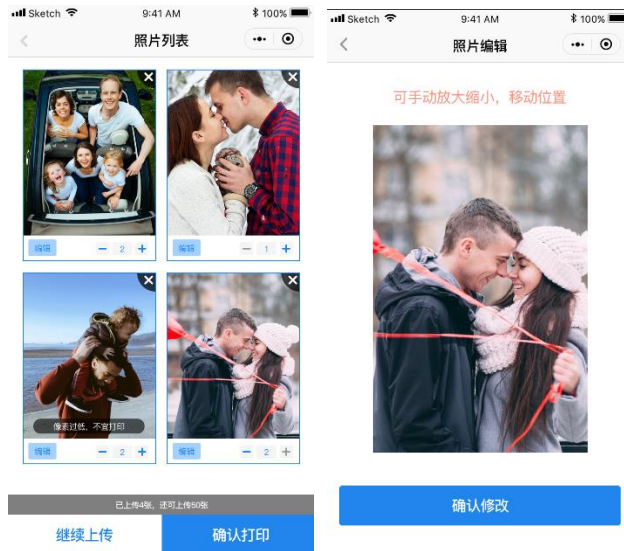 Sketch 9:41 AM 100%
照片列表
编辑 − 2 +
编辑 − 1 +
像素过低，不宜打印
编辑 − 2 +
编辑 − 2 +
已上传4张，还可上传50张
继续上传
确认打印
Sketch 9:41 AM 100%
照片编辑
可手动放大缩小，移动位置
确认修改